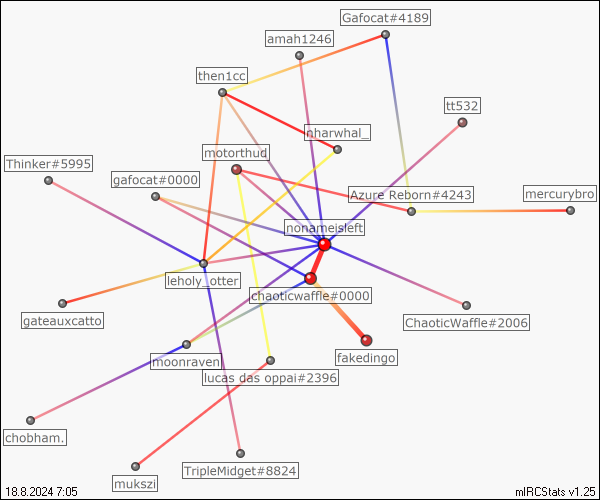 Gafocat#4189
amah1246
then1cc
tt532
nharwhal_
motorthud
Thinker#5995
gafocat#0000
Azure Reborn#4243
mercurybro
nonameisleft
leholy_otter
chaoticwaffle#0000
gateauxcatto
ChaoticWaffle#2006
moonraven
fakedingo
lucas das oppai#2396
chobham.
TripleMidget#8824
mukszi
18.8.2024 7:05
mIRCStats v1.25